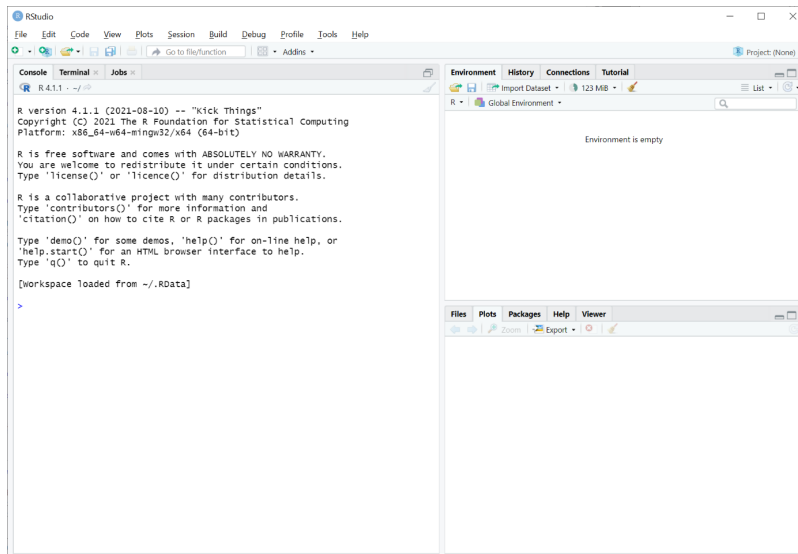 RStudio
File Edit Code View Plots Session Build Debug Profile Tools Help
Go to file/function Addins Project: (None)
Console Terminal Jobs
R 4.1.1 · ~/
R version 4.1.1 (2021-08-10) -- "Kick Things"
Copyright (C) 2021 The R Foundation for Statistical Computing
Platform: x86_64-w64-mingw32/x64 (64-bit)
R is free software and comes with ABSOLUTELY NO WARRANTY.
You are welcome to redistribute it under certain conditions.
Type 'license()' or 'licence()' for distribution details.
R is a collaborative project with many contributors.
Type 'contributors()' for more information and
'citation()' on how to cite R or R packages in publications.
Type 'demo()' for some demos, 'help()' for on-line help, or
'help.start()' for an HTML browser interface to help.
Type 'q()' to quit R.
[Workspace loaded from ~/.RData]
>
Environment History Connections Tutorial
Import Dataset 123 MiB List
R Global Environment
Environment is empty
Files Plots Packages Help Viewer
Zoom Export